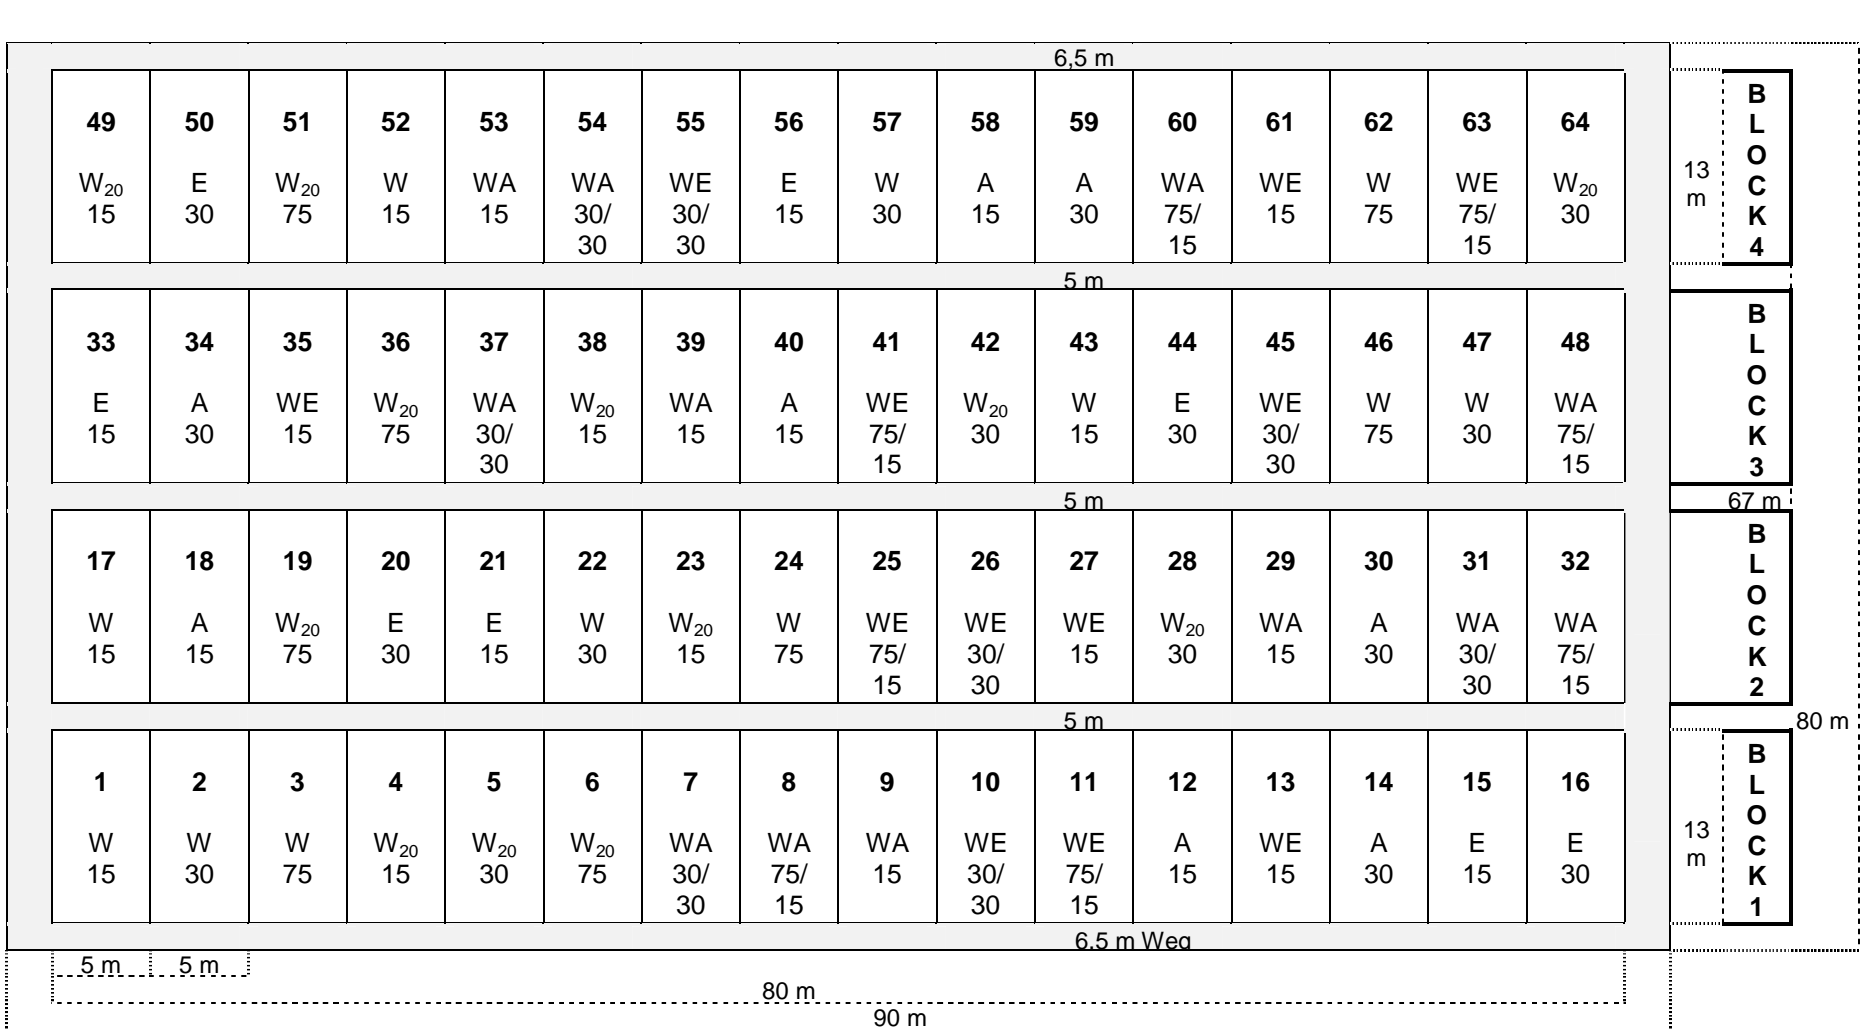 6,5 m
49 50 51 52 53 54 55 56 57 58 59 60 61 62 63 64
W20 E W20 W WA WA WE E W A A WA WE W WE W20
15 30 75 15 15 30/ 30/ 15 30 15 30 75/ 15 75 75/ 30
30 30 15 15
13
m
B
L
O
C
K
4
5 m
33 34 35 36 37 38 39 40 41 42 43 44 45 46 47 48
E A WE W20 WA W20 WA A WE W20 W E WE W W WA
15 30 15 75 30/ 15 15 15 75/ 30 15 30 30/ 75 30 75/
30 15 30 15
B
L
O
C
K
3
5 m
67 m
17 18 19 20 21 22 23 24 25 26 27 28 29 30 31 32
W A W20 E E W W20 W WE WE WE W20 WA A WA WA
15 15 75 30 15 30 15 75 75/ 30/ 15 30 15 30 30/ 75/
15 30 30 15
B
L
O
C
K
2
5 m
80 m
1 2 3 4 5 6 7 8 9 10 11 12 13 14 15 16
W W W W20 W20 W20 WA WA WA WE WE A WE A E E
15 30 75 15 30 75 30/ 75/ 15 30/ 75/ 15 15 30 15 30
30 15 30 15
13
m
B
L
O
C
K
1
6,5 m Weg
5 m 5 m
80 m
90 m